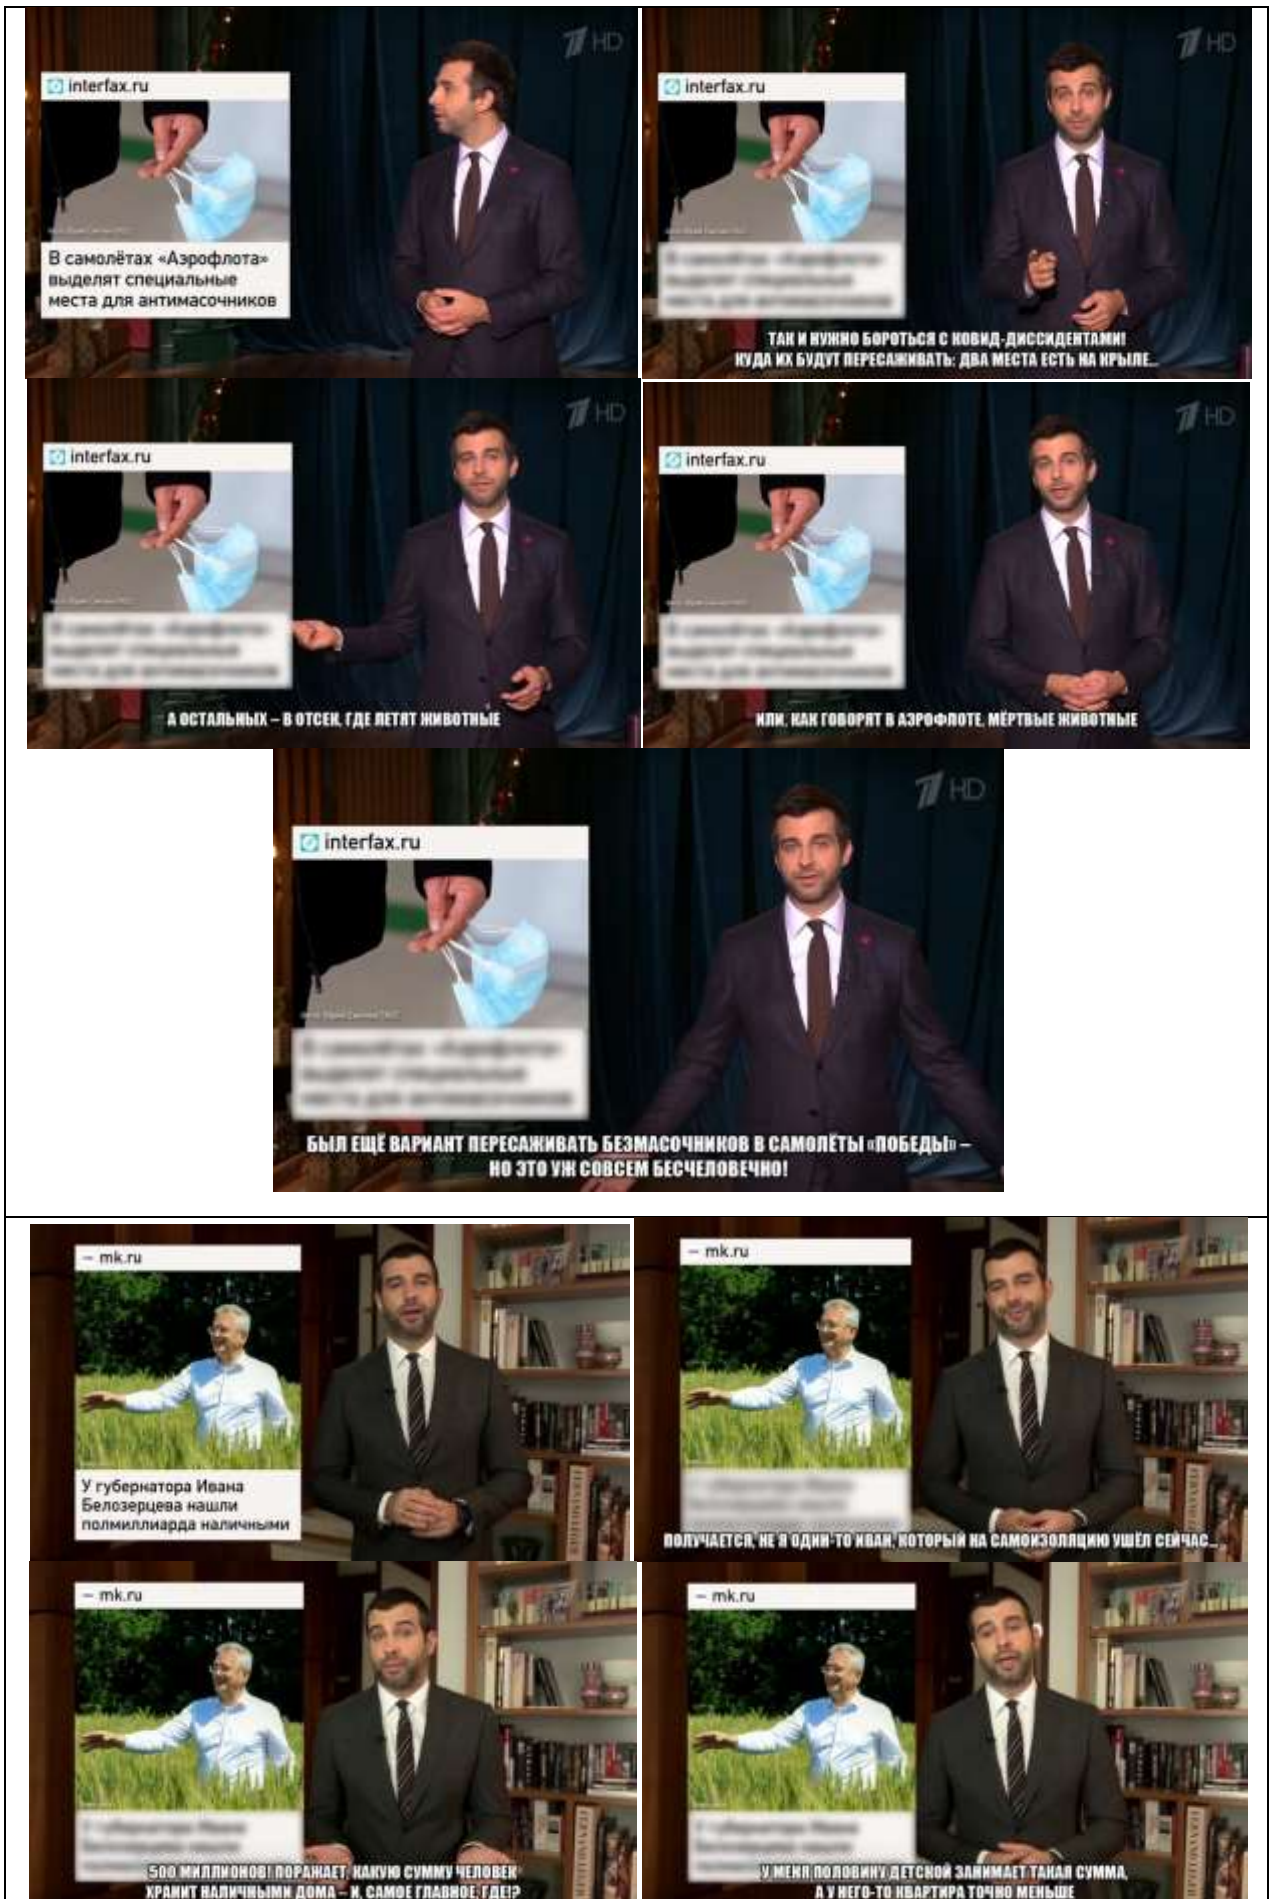 HD
interfax.ru
В самолётах «Аэрофлота»
выделят специальные
места для антимасочников
HD
interfax.ru
ТАК И НУЖНО БОРОТЬСЯ С КОВИД-ДИССИДЕНТАМИ!
КУДА ИХ БУДУТ ПЕРЕСАЖИВАТЬ: ДВА МЕСТА ЕСТЬ НА КРЫЛЕ...
HD
interfax.ru
А ОСТАЛЬНЫХ – В ОТСЕК, ГДЕ ЛЕТЯТ ЖИВОТНЫЕ
HD
interfax.ru
ИЛИ, КАК ГОВОРЯТ В АЭРОФЛОТЕ, МЁРТВЫЕ ЖИВОТНЫЕ
HD
interfax.ru
БЫЛ ЕЩЁ ВАРИАНТ ПЕРЕСАЖИВАТЬ БЕЗМАСОЧНИКОВ В САМОЛЁТЫ «ПОБЕДЫ» –
НО ЭТО УЖ СОВСЕМ БЕСЧЕЛОВЕЧНО!
– mk.ru
У губернатора Ивана
Белозерцева нашли
полмиллиарда наличными
– mk.ru
ПОЛУЧАЕТСЯ, НЕ Я ОДИН-ТО ИВАН, КОТОРЫЙ НА САМОИЗОЛЯЦИЮ УШЁЛ СЕЙЧАС...
– mk.ru
500 МИЛЛИОНОВ! ПОРАЖАЕТ, КАКУЮ СУММУ ЧЕЛОВЕК
ХРАНИТ НАЛИЧНЫМИ ДОМА – И, САМОЕ ГЛАВНОЕ, ГДЕ!?
– mk.ru
У МЕНЯ ПОЛОВИНУ ДЕТСКОЙ ЗАНИМАЕТ ТАКАЯ СУММА,
А У НЕГО-ТО КВАРТИРА ТОЧНО МЕНЬШЕ